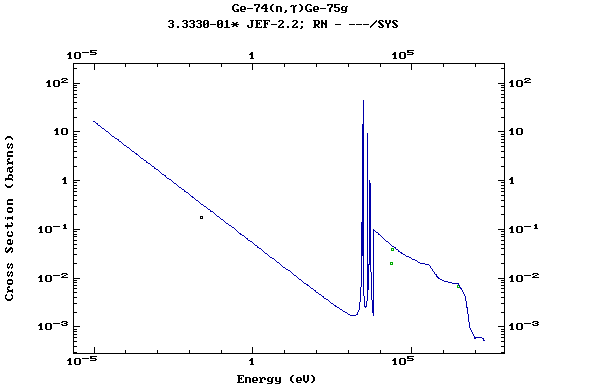 Ge-74(n,γ)Ge-75g
3.3330-01* JEF-2.2; RN - ---/SYS
10⁻⁵ 1 10⁵
10² 10²
10 10
1 1
10⁻¹ 10⁻¹
10⁻² 10⁻²
10⁻³ 10⁻³
10⁻⁵ 1 10⁵
Cross Section (barns)
Energy (eV)